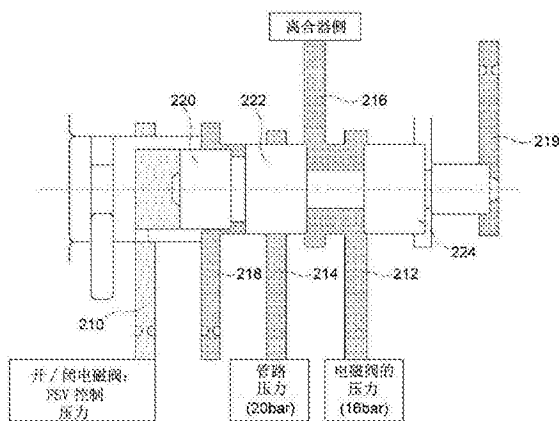 离合器侧
220
222
216
219
210
218
214
212
224
开／闭电磁阀:
PSV 控制
压力
管路
压力
(20bar)
电磁阀的
压力
(16bar)